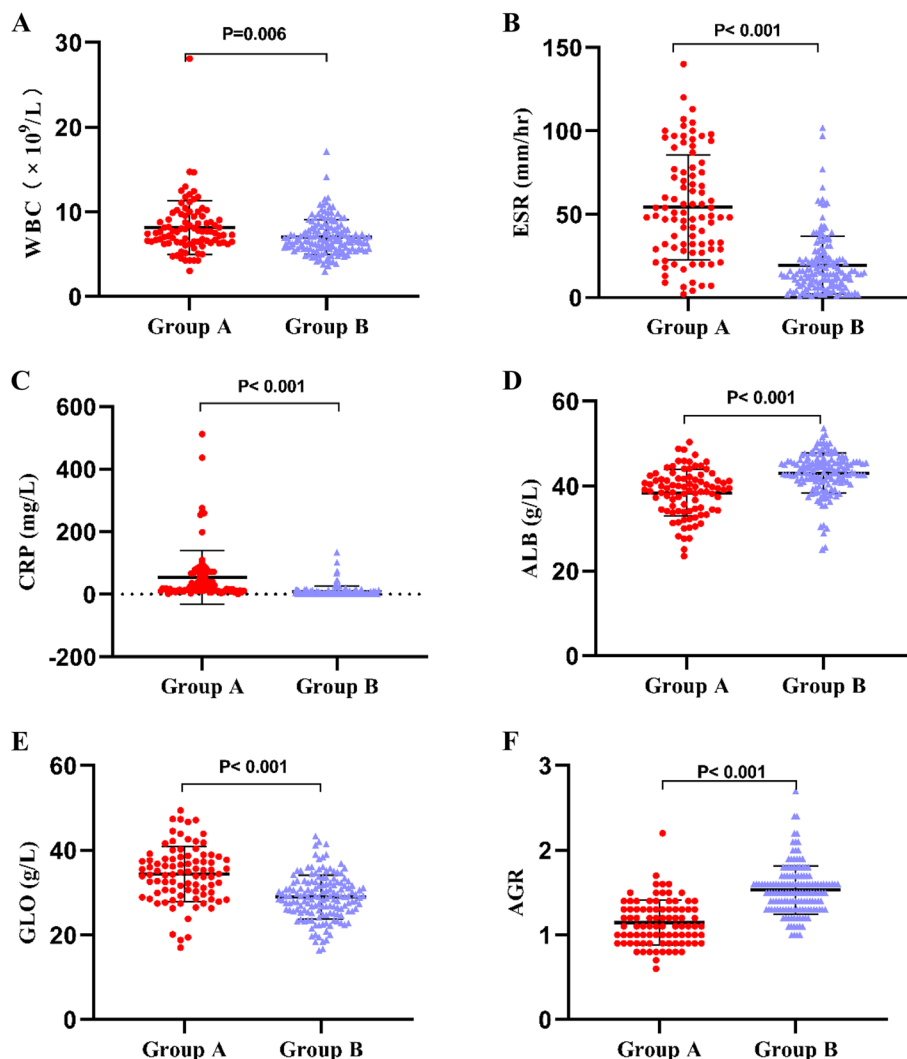 A
P=0.006
WBC ( × 10⁹/L )
30
20
10
0
Group A
Group B
B
P< 0.001
ESR (mm/hr)
150
100
50
0
Group A
Group B
C
P< 0.001
CRP (mg/L)
600
400
200
0
-200
Group A
Group B
D
P< 0.001
ALB (g/L)
60
40
20
0
Group A
Group B
E
P< 0.001
GLO (g/L)
60
40
20
0
Group A
Group B
F
P< 0.001
AGR
3
2
1
0
Group A
Group B